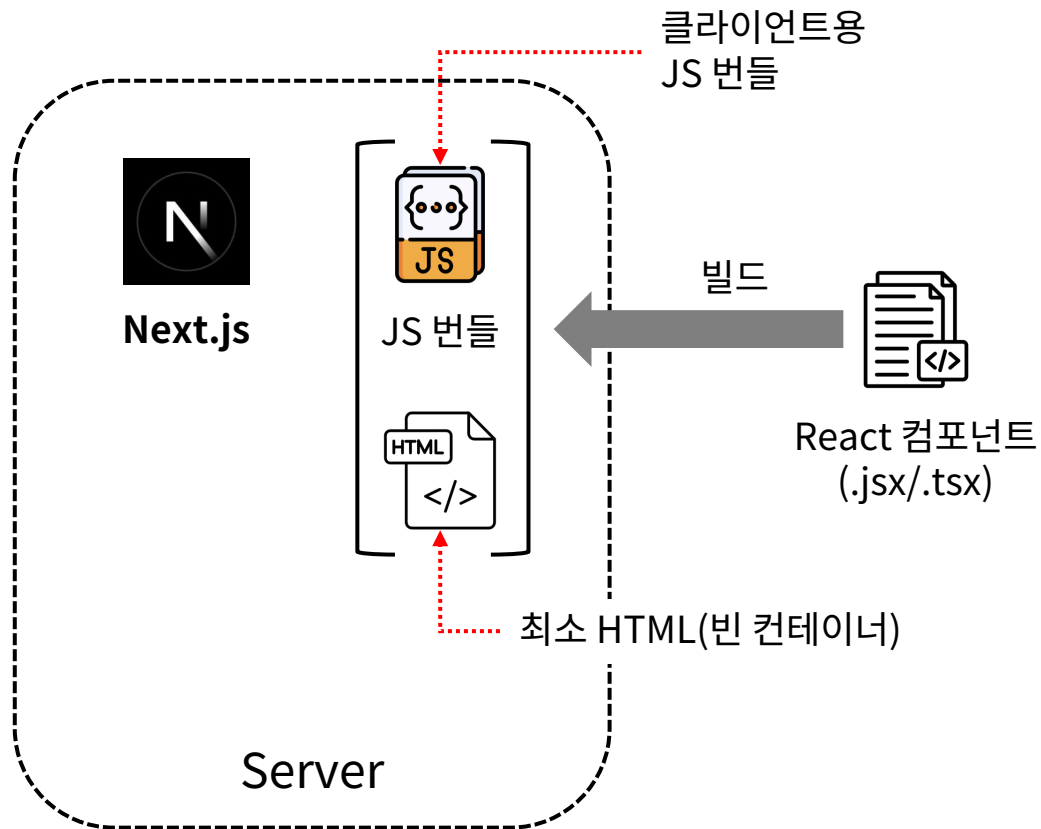 클라이언트용
JS 번들
N
Next.js
{...}
JS
JS 번들
빌드
HTML
</>
</>
React 컴포넌트
(.jsx/.tsx)
최소 HTML(빈 컨테이너)
Server